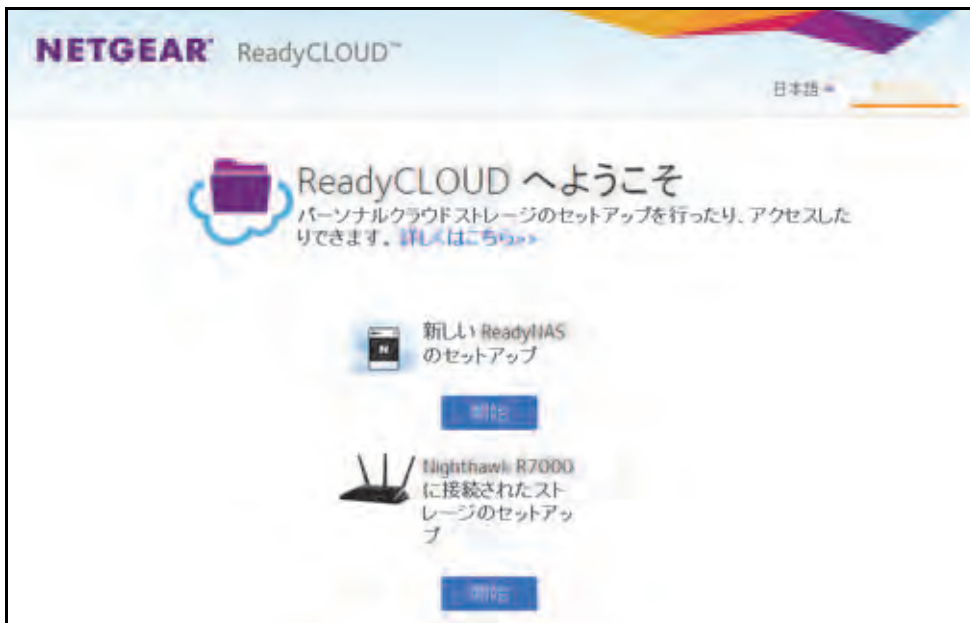 NETGEAR® ReadyCLOUD™
日本語
ReadyCLOUD へようこそ
パーソナルクラウドストレージのセットアップを行ったり、アクセスした
りできます。 詳しくはこちら>>
新しい ReadyNAS
のセットアップ
N
開始
Nighthawk R7000
に接続されたスト
レージのセットアッ
プ
開始